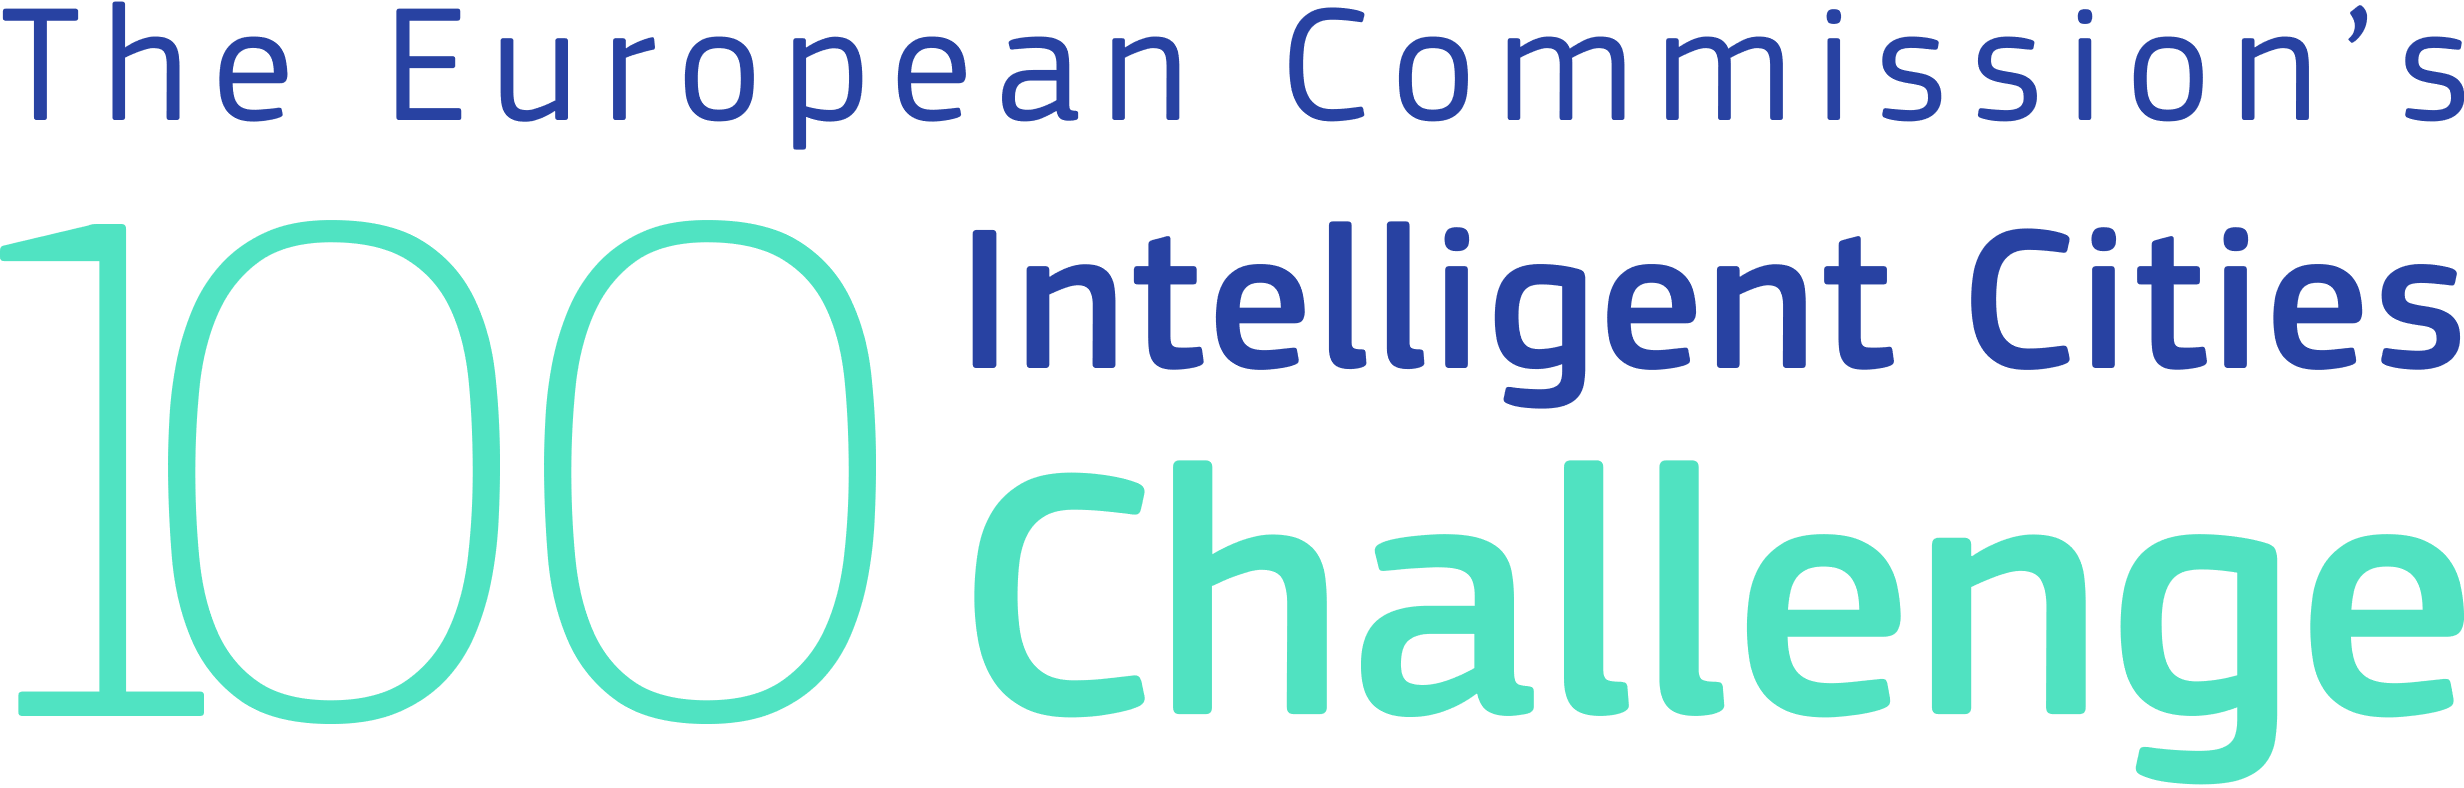 The European Commission's
100 Intelligent Cities
Challenge